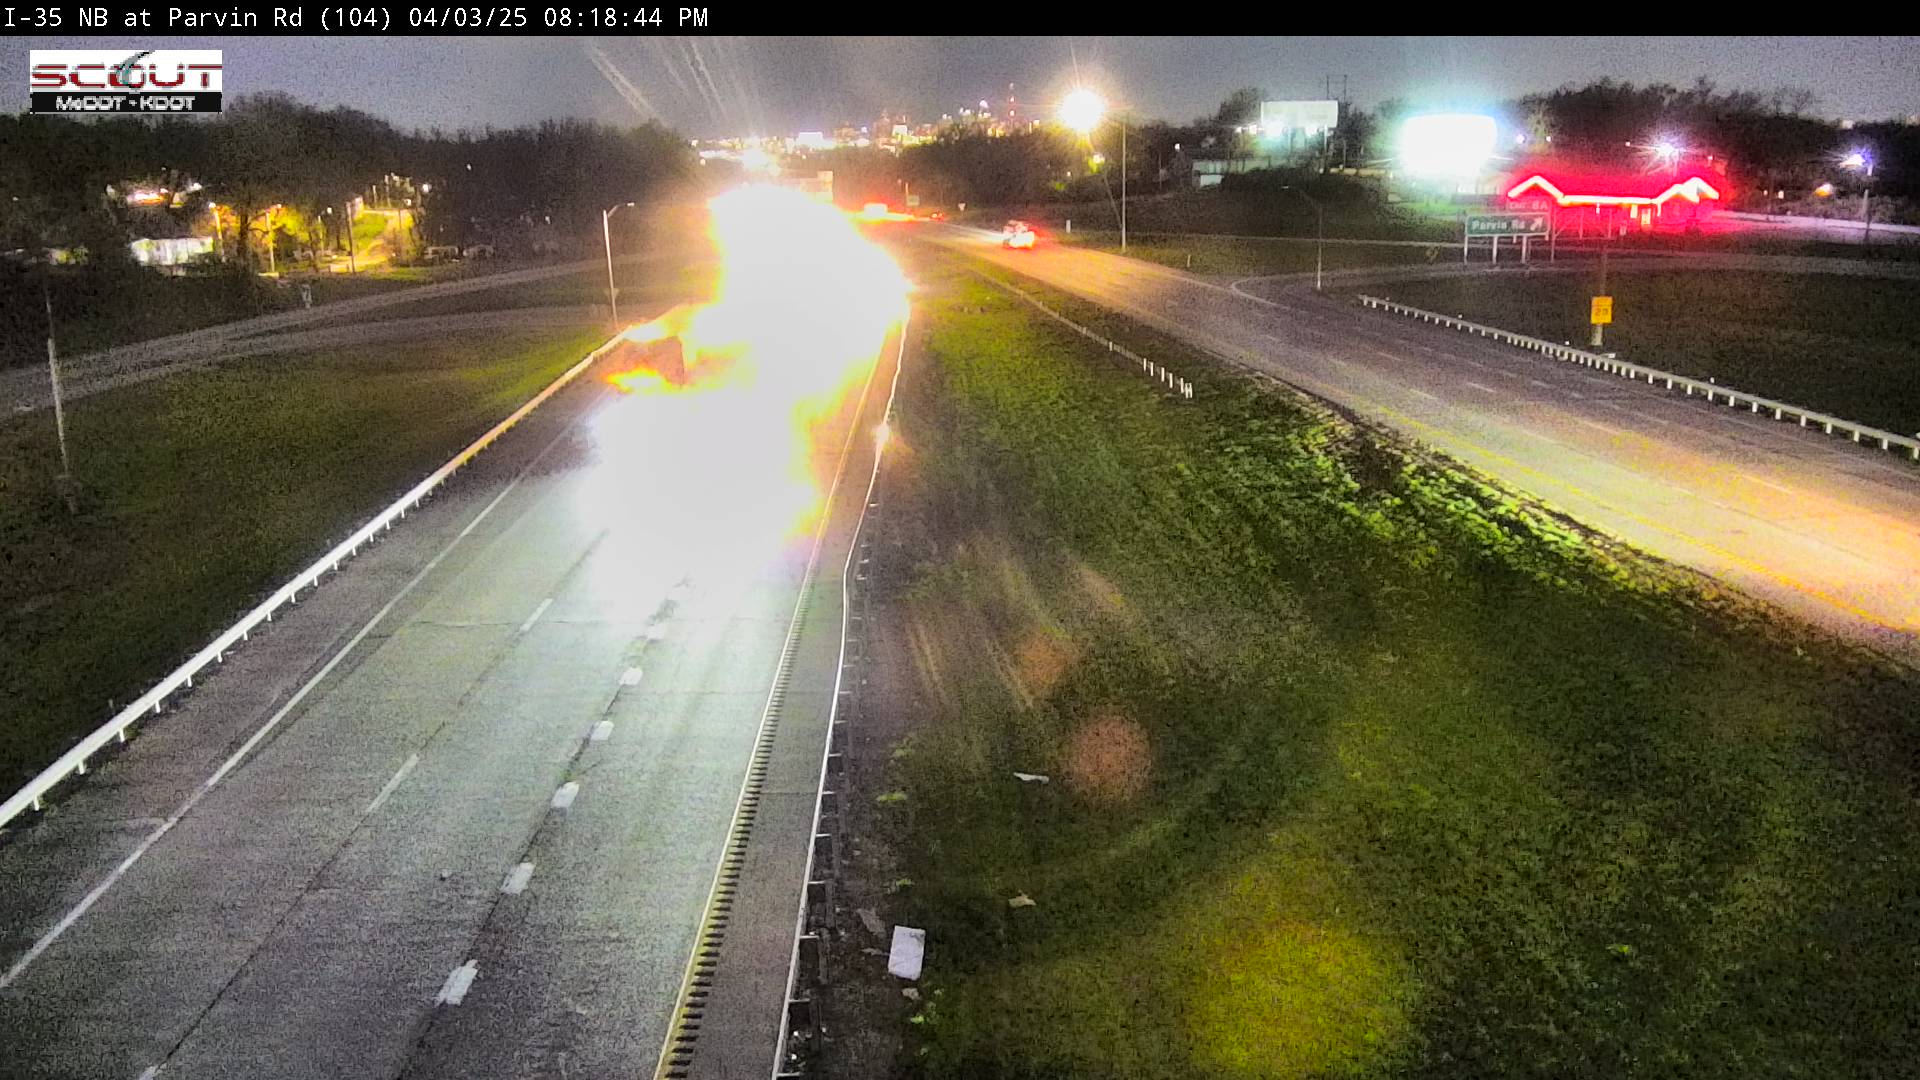 I-35 NB at Parvin Rd (104) 04/03/25 08:18:44 PM
SCOUT
MoDOT - KDOT
Parvin Rd